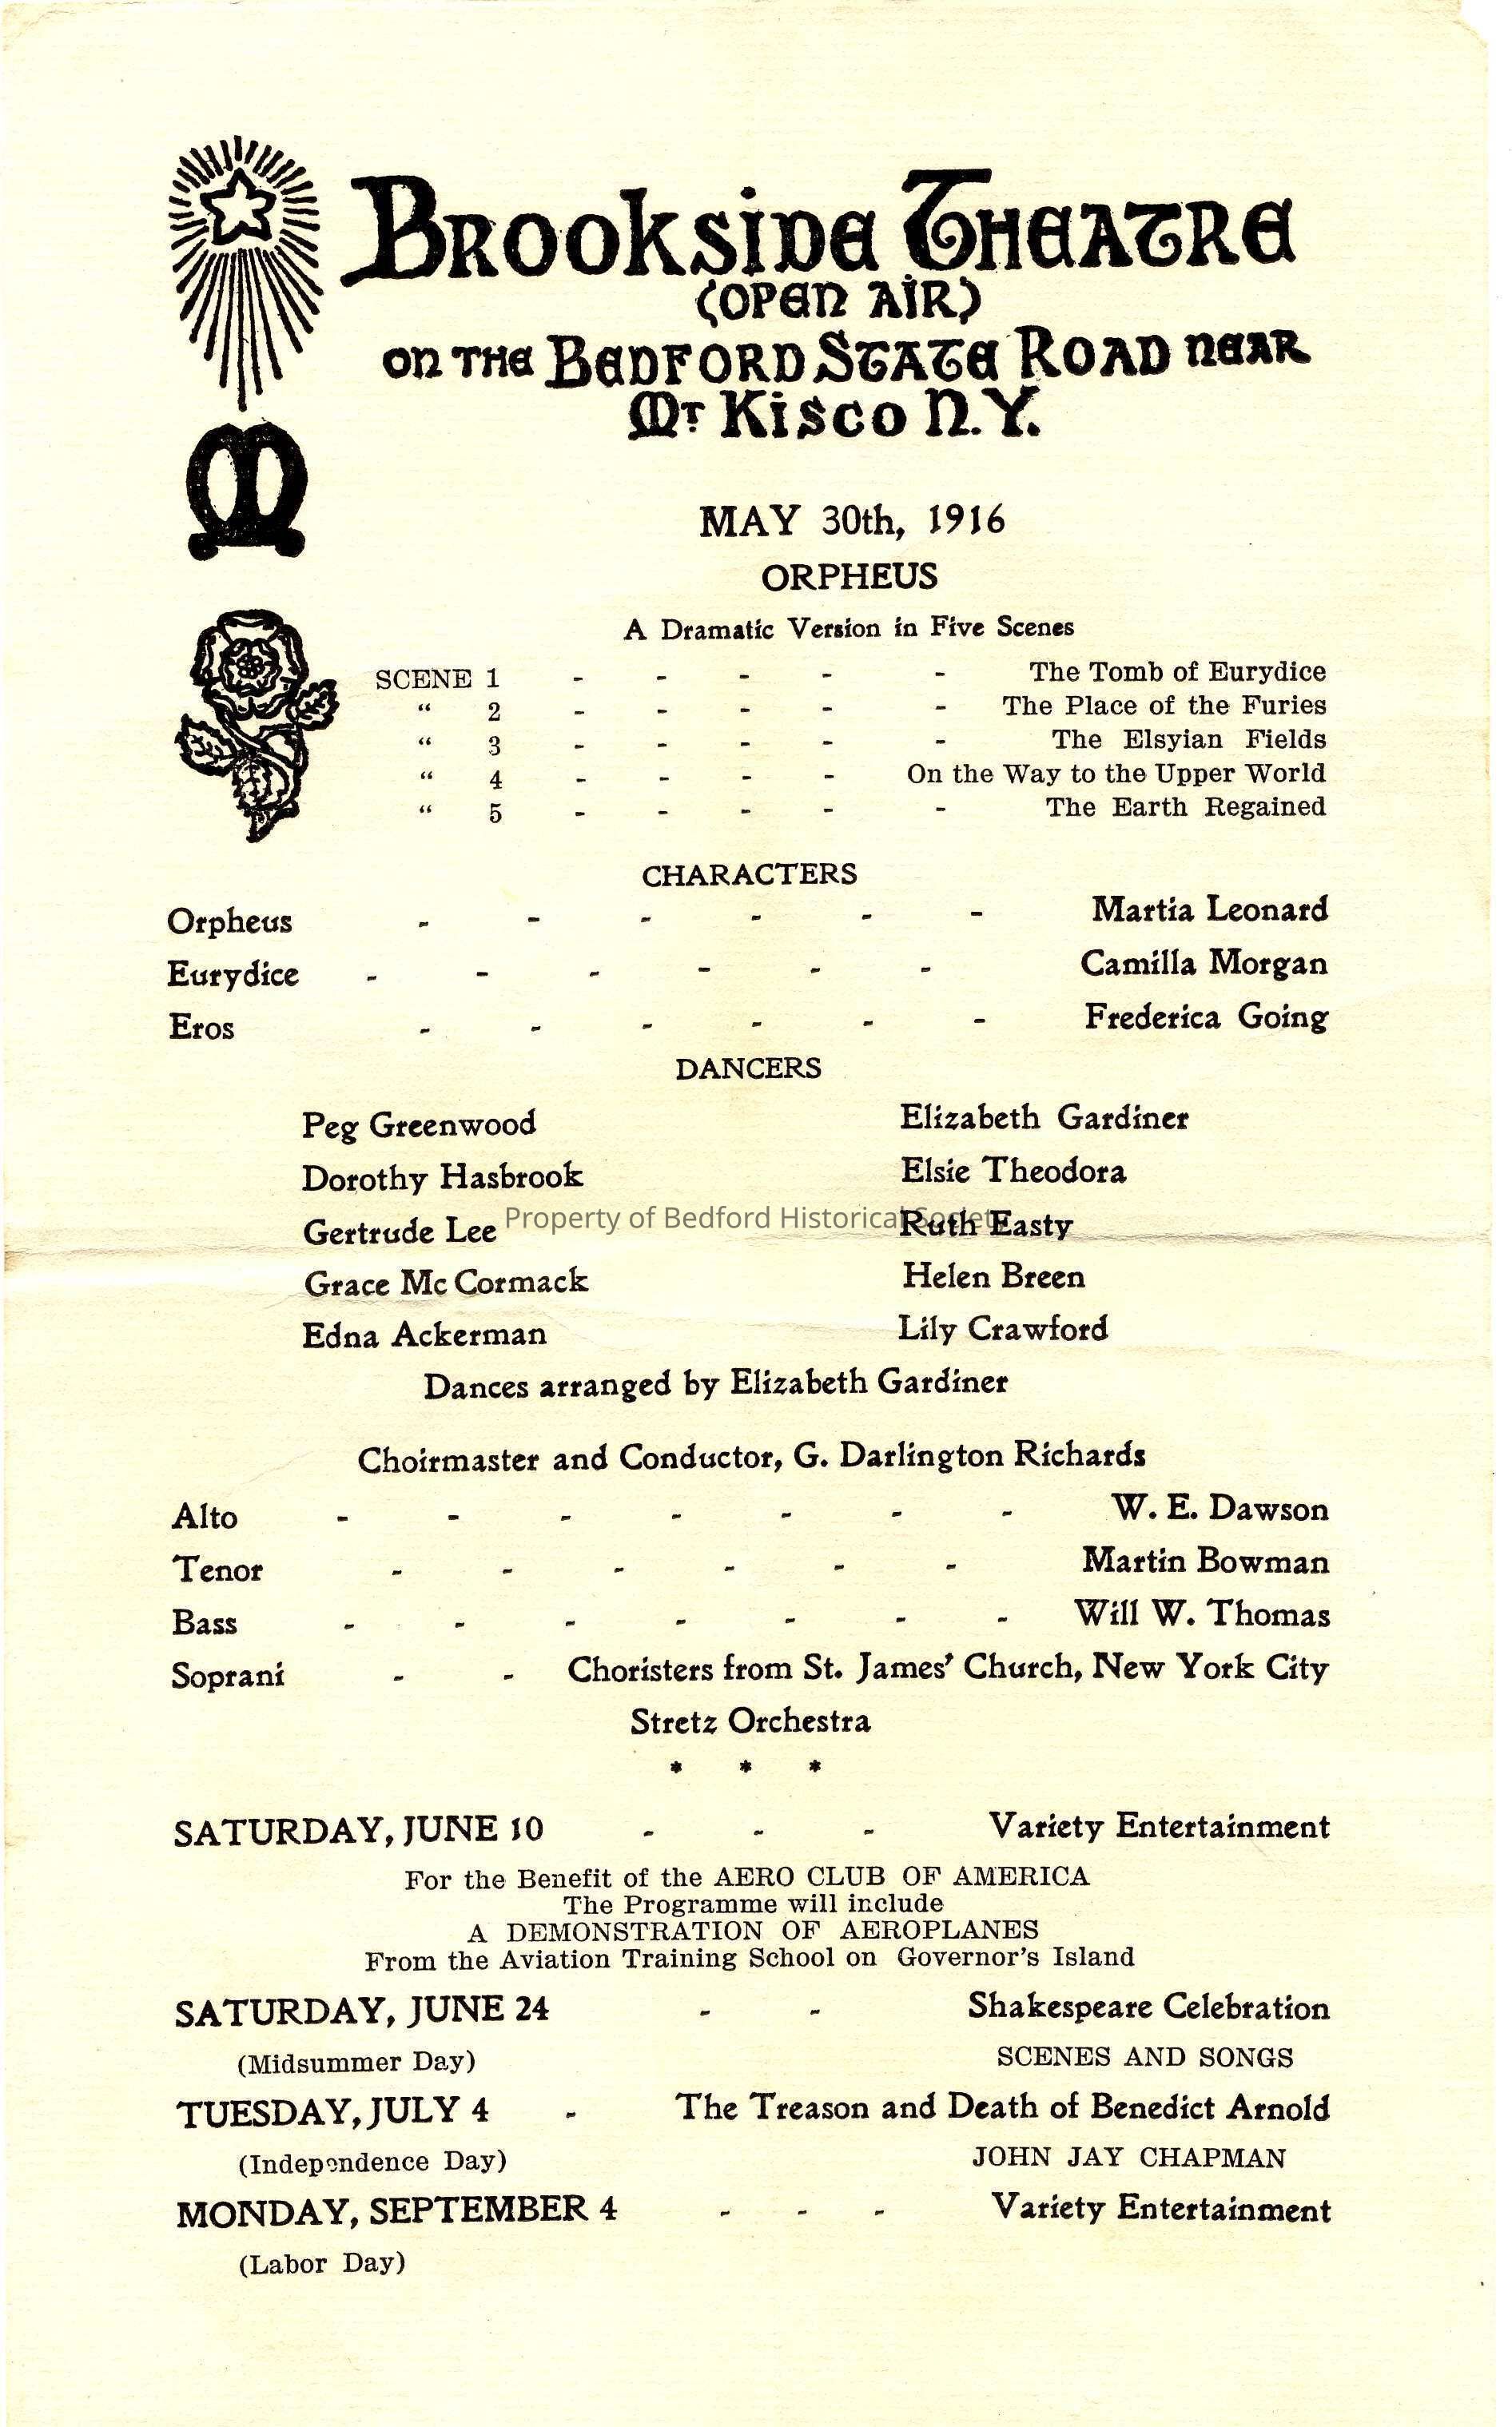 BROOKSIDE THEATRE
(OPEN AIR)
ON THE BEDFORD STATE ROAD NEAR
MT KISCO N.Y.
M
MAY 30th, 1916
ORPHEUS
A Dramatic Version in Five Scenes
SCENE 1 - - - - - The Tomb of Eurydice
“ 2 - - - - - The Place of the Furies
“ 3 - - - - - The Elsyian Fields
“ 4 - - - - On the Way to the Upper World
“ 5 - - - - - The Earth Regained
CHARACTERS
Orpheus - - - - - - Martia Leonard
Eurydice - - - - - - Camilla Morgan
Eros - - - - - - Frederica Going
DANCERS
Peg Greenwood Elizabeth Gardiner
Dorothy Hasbrook Elsie Theodora
Gertrude Lee Ruth Easty
Property of Bedford Historical Society
Grace Mc Cormack Helen Breen
Edna Ackerman Lily Crawford
Dances arranged by Elizabeth Gardiner
Choirmaster and Conductor, G. Darlington Richards
Alto - - - - - - - W. E. Dawson
Tenor - - - - - - Martin Bowman
Bass - - - - - - - Will W. Thomas
Soprani - - Choristers from St. James’ Church, New York City
Stretz Orchestra
* * *
SATURDAY, JUNE 10 - - - Variety Entertainment
For the Benefit of the AERO CLUB OF AMERICA
The Programme will include
A DEMONSTRATION OF AEROPLANES
From the Aviation Training School on Governor’s Island
SATURDAY, JUNE 24 - - Shakespeare Celebration
(Midsummer Day) SCENES AND SONGS
TUESDAY, JULY 4 - The Treason and Death of Benedict Arnold
(Independence Day) JOHN JAY CHAPMAN
MONDAY, SEPTEMBER 4 - - - Variety Entertainment
(Labor Day)